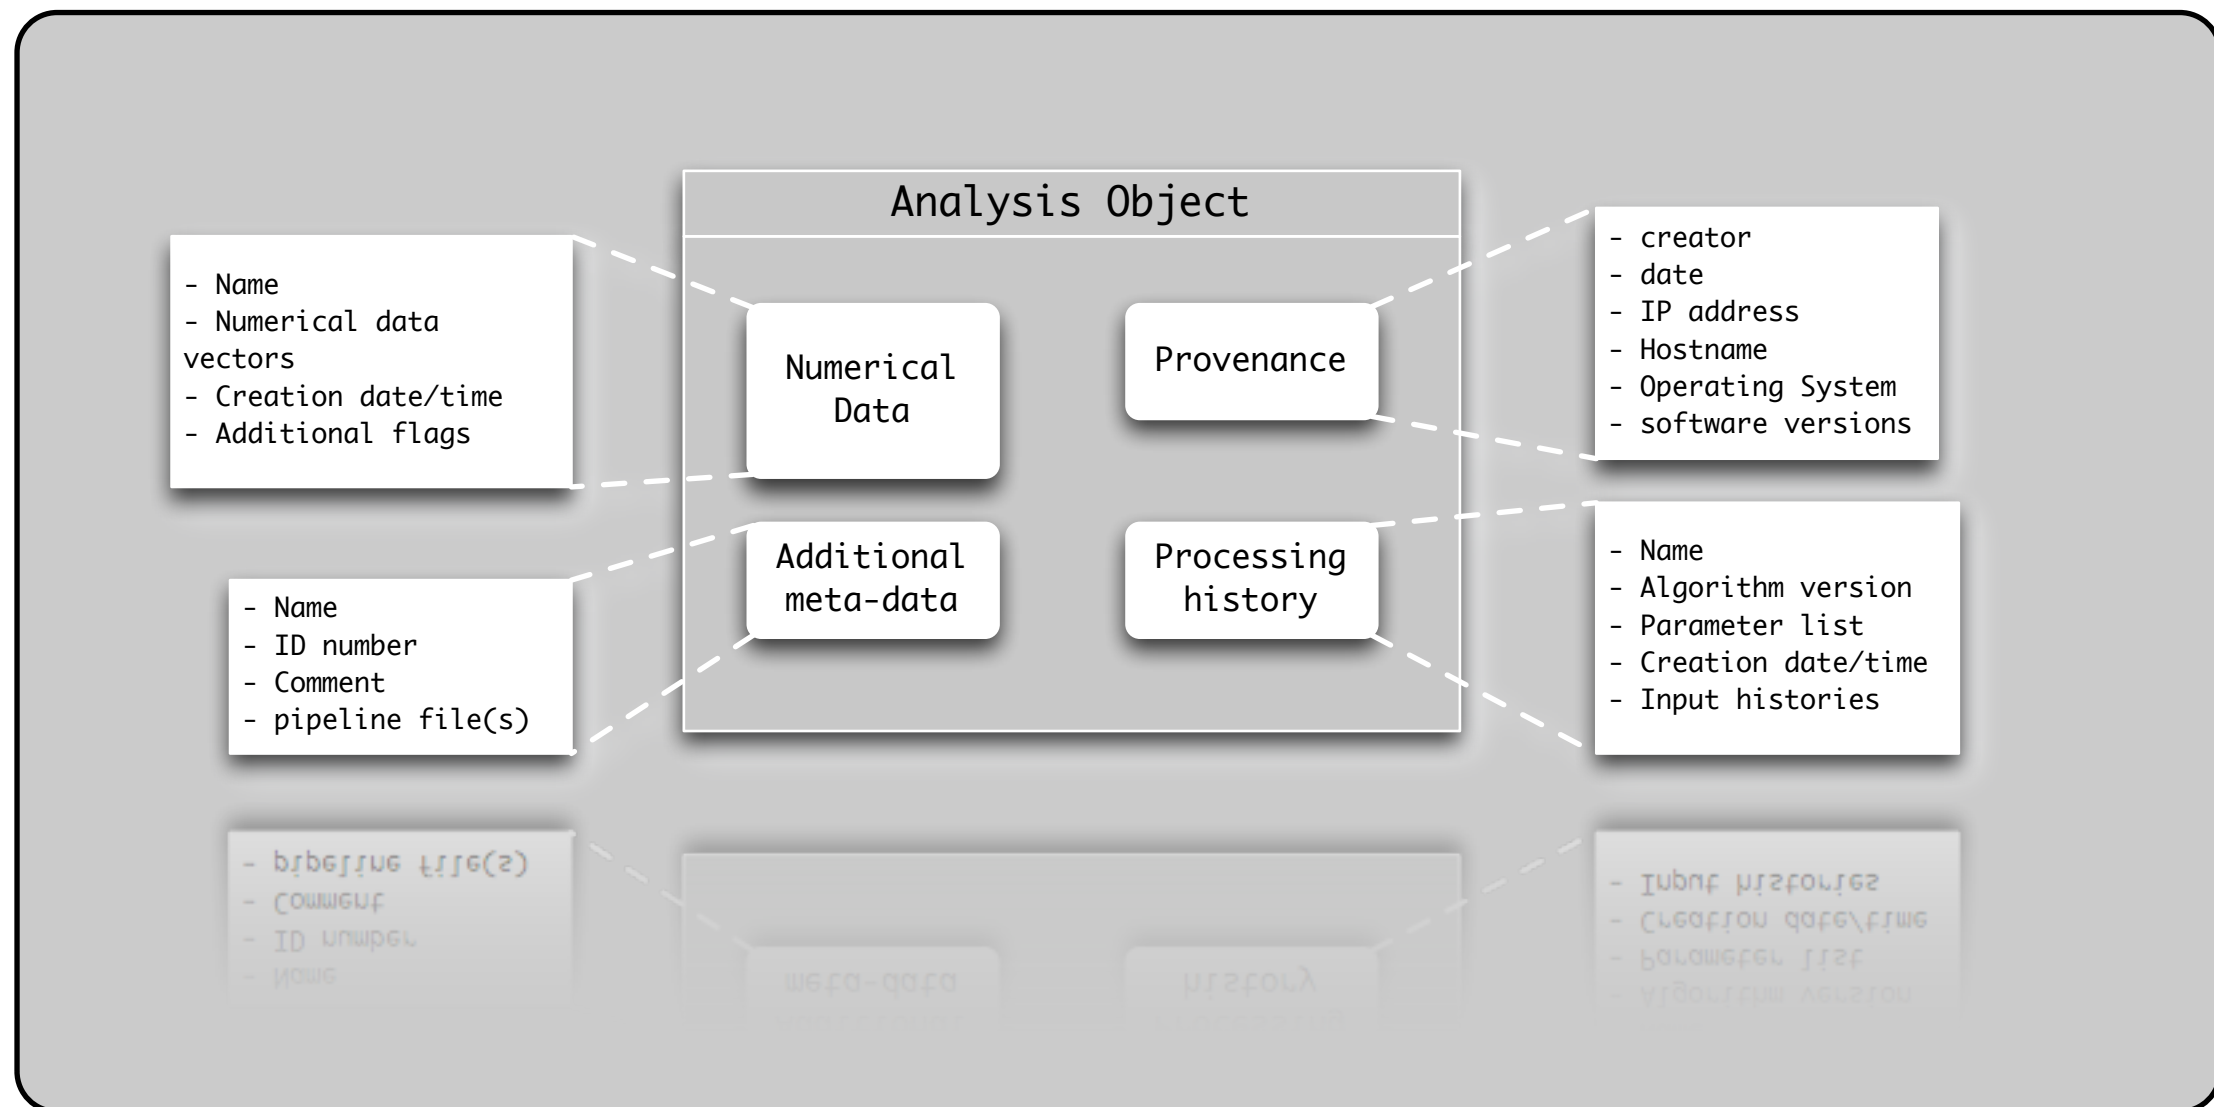 Analysis Object
- Name
- Numerical data
vectors
- Creation date/time
- Additional flags
Numerical
Data
Provenance
- creator
- date
- IP address
- Hostname
- Operating System
- software versions
- Name
- ID number
- Comment
- pipeline file(s)
Additional
meta-data
Processing
history
- Name
- Algorithm version
- Parameter list
- Creation date/time
- Input histories